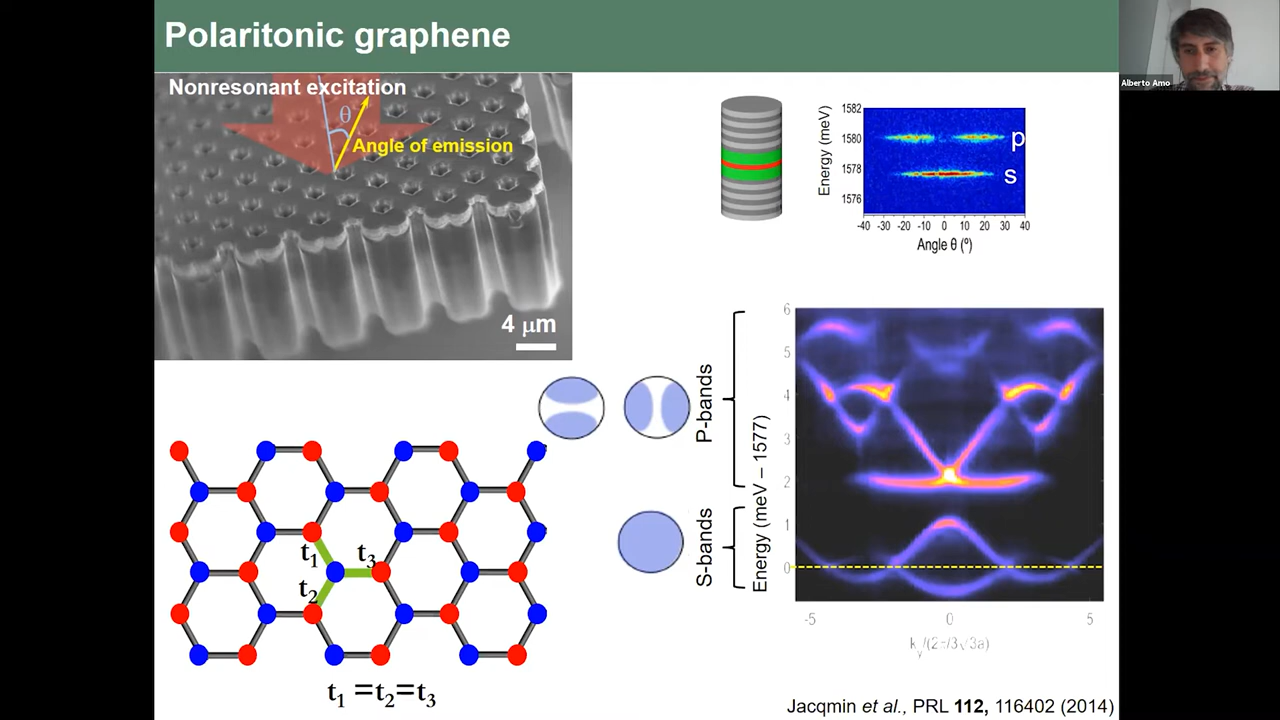 Polaritonic graphene
Alberto Amo
Nonresonant excitation
θ
Angle of emission
4 μm
Energy (meV)
1582
1580
1578
1576
p
s
-40 -30 -20 -10 0 10 20 30 40
Angle θ (º)
P-bands
S-bands
Energy (meV – 1577)
6
5
4
3
2
1
0
-5 0 5
t1 t3
t2
t1 =t2=t3
Jacqmin et al., PRL 112, 116402 (2014)